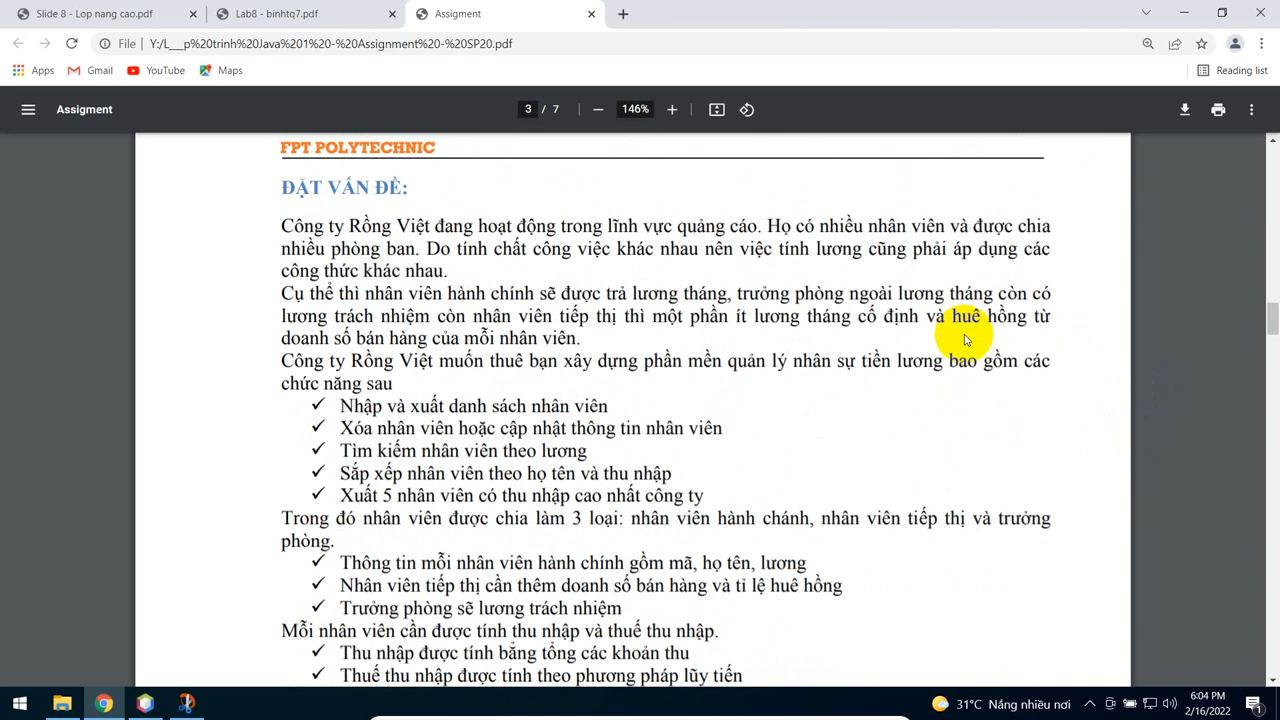 Slide 8 - Lop nang cao.pdf
Lab8 - binhtq7.pdf
Assigment
File
Y:/L___p%20trinh%20Java%201%20-%20Assignment%20-%20SP20.pdf
Apps
Gmail
YouTube
Maps
Reading list
Assigment
3 / 7
146%
FPT POLYTECHNIC
ĐẶT VẤN ĐỀ:
Công ty Rồng Việt đang hoạt động trong lĩnh vực quảng cáo. Họ có nhiều nhân viên và được chia
nhiều phòng ban. Do tính chất công việc khác nhau nên việc tính lương cũng phải áp dụng các
công thức khác nhau.
Cụ thể thì nhân viên hành chính sẽ được trả lương tháng, trưởng phòng ngoài lương tháng còn có
lương trách nhiệm còn nhân viên tiếp thị thì một phần ít lương tháng cố định và huê hồng từ
doanh số bán hàng của mỗi nhân viên.
Công ty Rồng Việt muốn thuê bạn xây dựng phần mền quản lý nhân sự tiền lương bao gồm các
chức năng sau
✓ Nhập và xuất danh sách nhân viên
✓ Xóa nhân viên hoặc cập nhật thông tin nhân viên
✓ Tìm kiếm nhân viên theo lương
✓ Sắp xếp nhân viên theo họ tên và thu nhập
✓ Xuất 5 nhân viên có thu nhập cao nhất công ty
Trong đó nhân viên được chia làm 3 loại: nhân viên hành chánh, nhân viên tiếp thị và trưởng
phòng.
✓ Thông tin mỗi nhân viên hành chính gồm mã, họ tên, lương
✓ Nhân viên tiếp thị cần thêm doanh số bán hàng và tỉ lệ huê hồng
✓ Trưởng phòng sẽ lương trách nhiệm
Mỗi nhân viên cần được tính thu nhập và thuế thu nhập.
✓ Thu nhập được tính bằng tổng các khoản thu
✓ Thuế thu nhập được tính theo phương pháp lũy tiến
31°C Nắng nhiều nơi
6:04 PM
2/16/2022
1